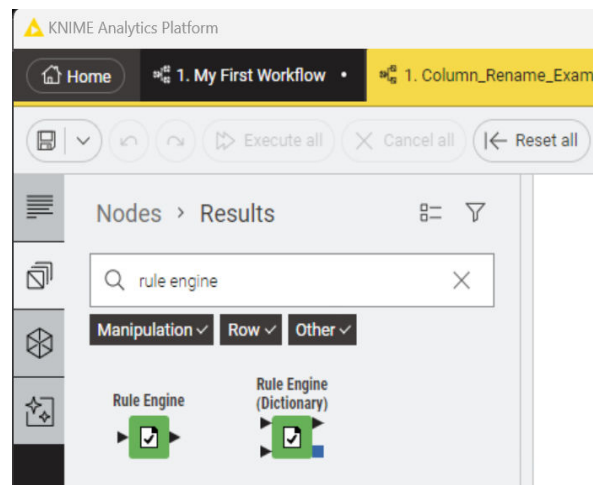 KNIME Analytics Platform
Home
1. My First Workflow
1. Column_Rename_Exam
Execute all
Cancel all
Reset all
Nodes > Results
rule engine
Manipulation
Row
Other
Rule Engine
Rule Engine
(Dictionary)